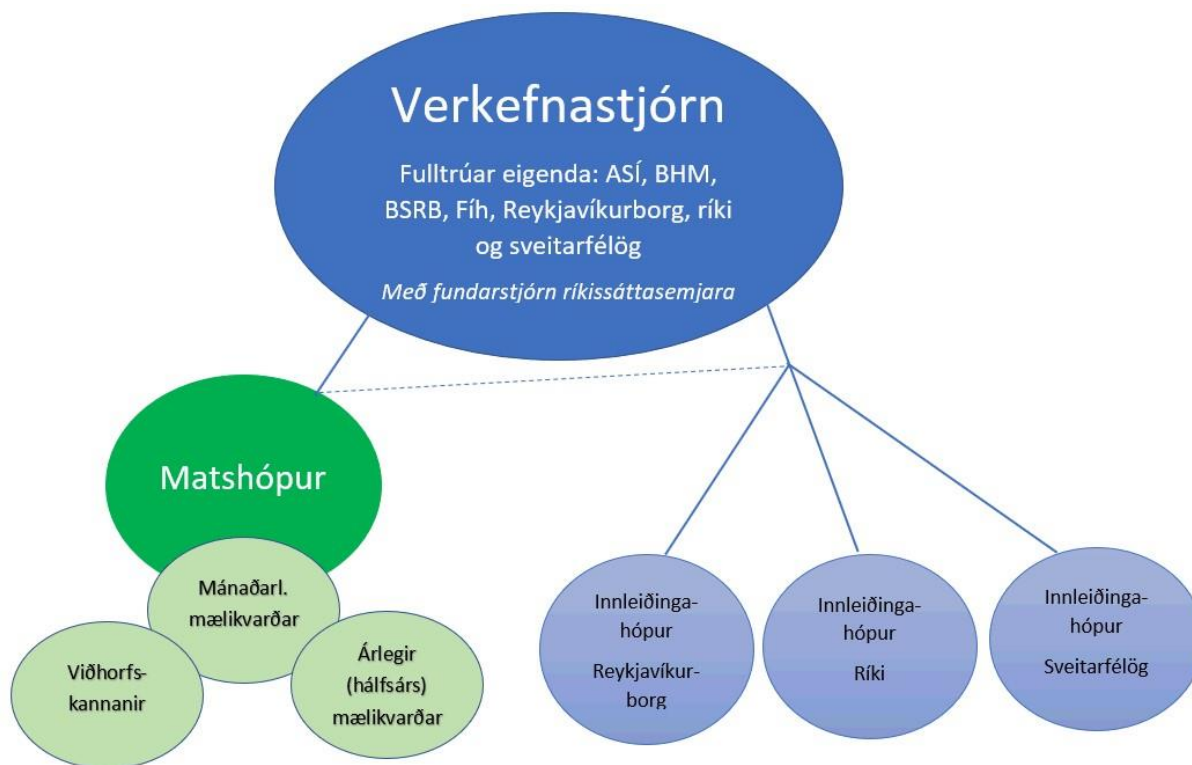 Verkefnastjórn
Fulltrúar eigenda: ASÍ, BHM,
BSRB, Fíh, Reykjavíkurborg, ríki
og sveitarfélög
Með fundarstjórn ríkissáttasemjara
Matshópur
Mánaðarl.
mælikvarðar
Viðhorfs-
kannanir
Árlegir
(hálfsárs)
mælikvarðar
Innleiðinga-
hópur
Reykjavíkur-
borg
Innleiðinga-
hópur
Ríki
Innleiðinga-
hópur
Sveitarfélög